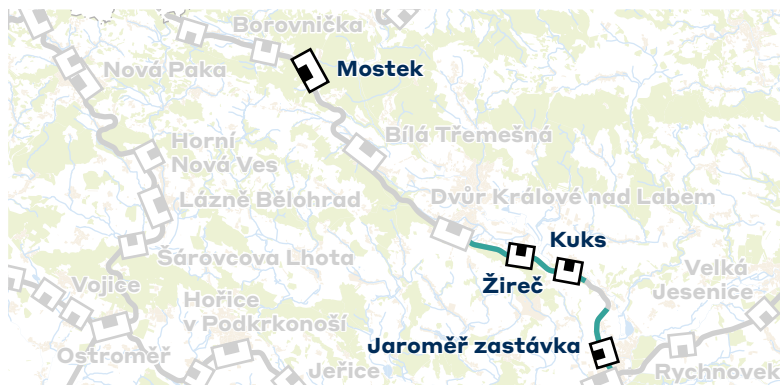 Borovnička
Mostek
Nová Paka
Bílá Třemešná
Horní
Nová Ves
Lázně Bělohrad
Dvůr Králové nad Labem
Kuks
Šárovcova Lhota
Velká
Jesenice
Žireč
Vojice
Hořice
v Podkrkonoší
Jaroměř zastávka
Ostroměř
Jeřice
Rychnovek